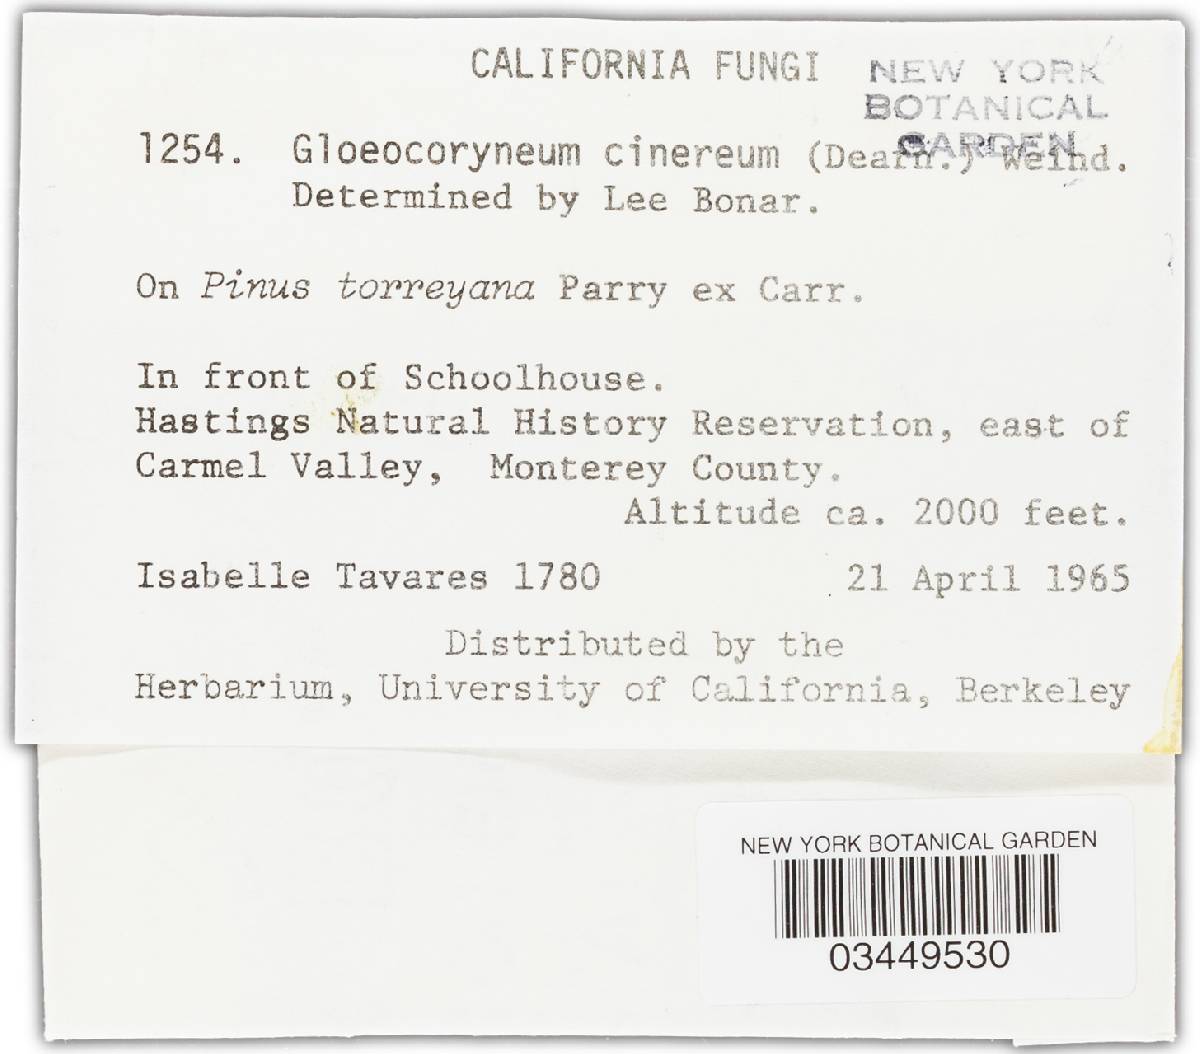 CALIFORNIA FUNGI
NEW YORK
BOTANICAL
GARDEN
1254. Gloeocoryneum cinereum (Dearn.) Weind.
Determined by Lee Bonar.
On Pinus torreyana Parry ex Carr.
In front of Schoolhouse.
Hastings Natural History Reservation, east of
Carmel Valley, Monterey County.
Altitude ca. 2000 feet.
Isabelle Tavares 1780 21 April 1965
Distributed by the
Herbarium, University of California, Berkeley
NEW YORK BOTANICAL GARDEN
03449530